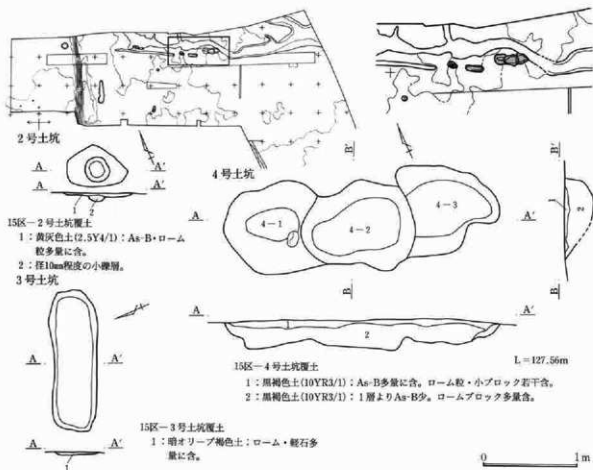 2号土坑
A A'
A A'
1 2
15区-2号土坑覆土
1：黄灰色土(2.5Y4/1)：As-B・ローム
粒多量に含。
2：径10mm程度の小礫層。
3号土坑
A A'
A A'
1
15区-3号土坑覆土
1：暗オリーブ褐色土：ローム・軽石多
量に含。
4号土坑
B'
B'
A A'
4-1
4-2
4-3
2
B
B
A A'
2
L=127.56m
15区-4号土坑覆土
1：黒褐色土(10YR3/1)：As-B多量に含。ローム粒・小ブロック若干含。
2：黒褐色土(10YR3/1)：1層よりAs-B少。ロームブロック多量含。
0 1m